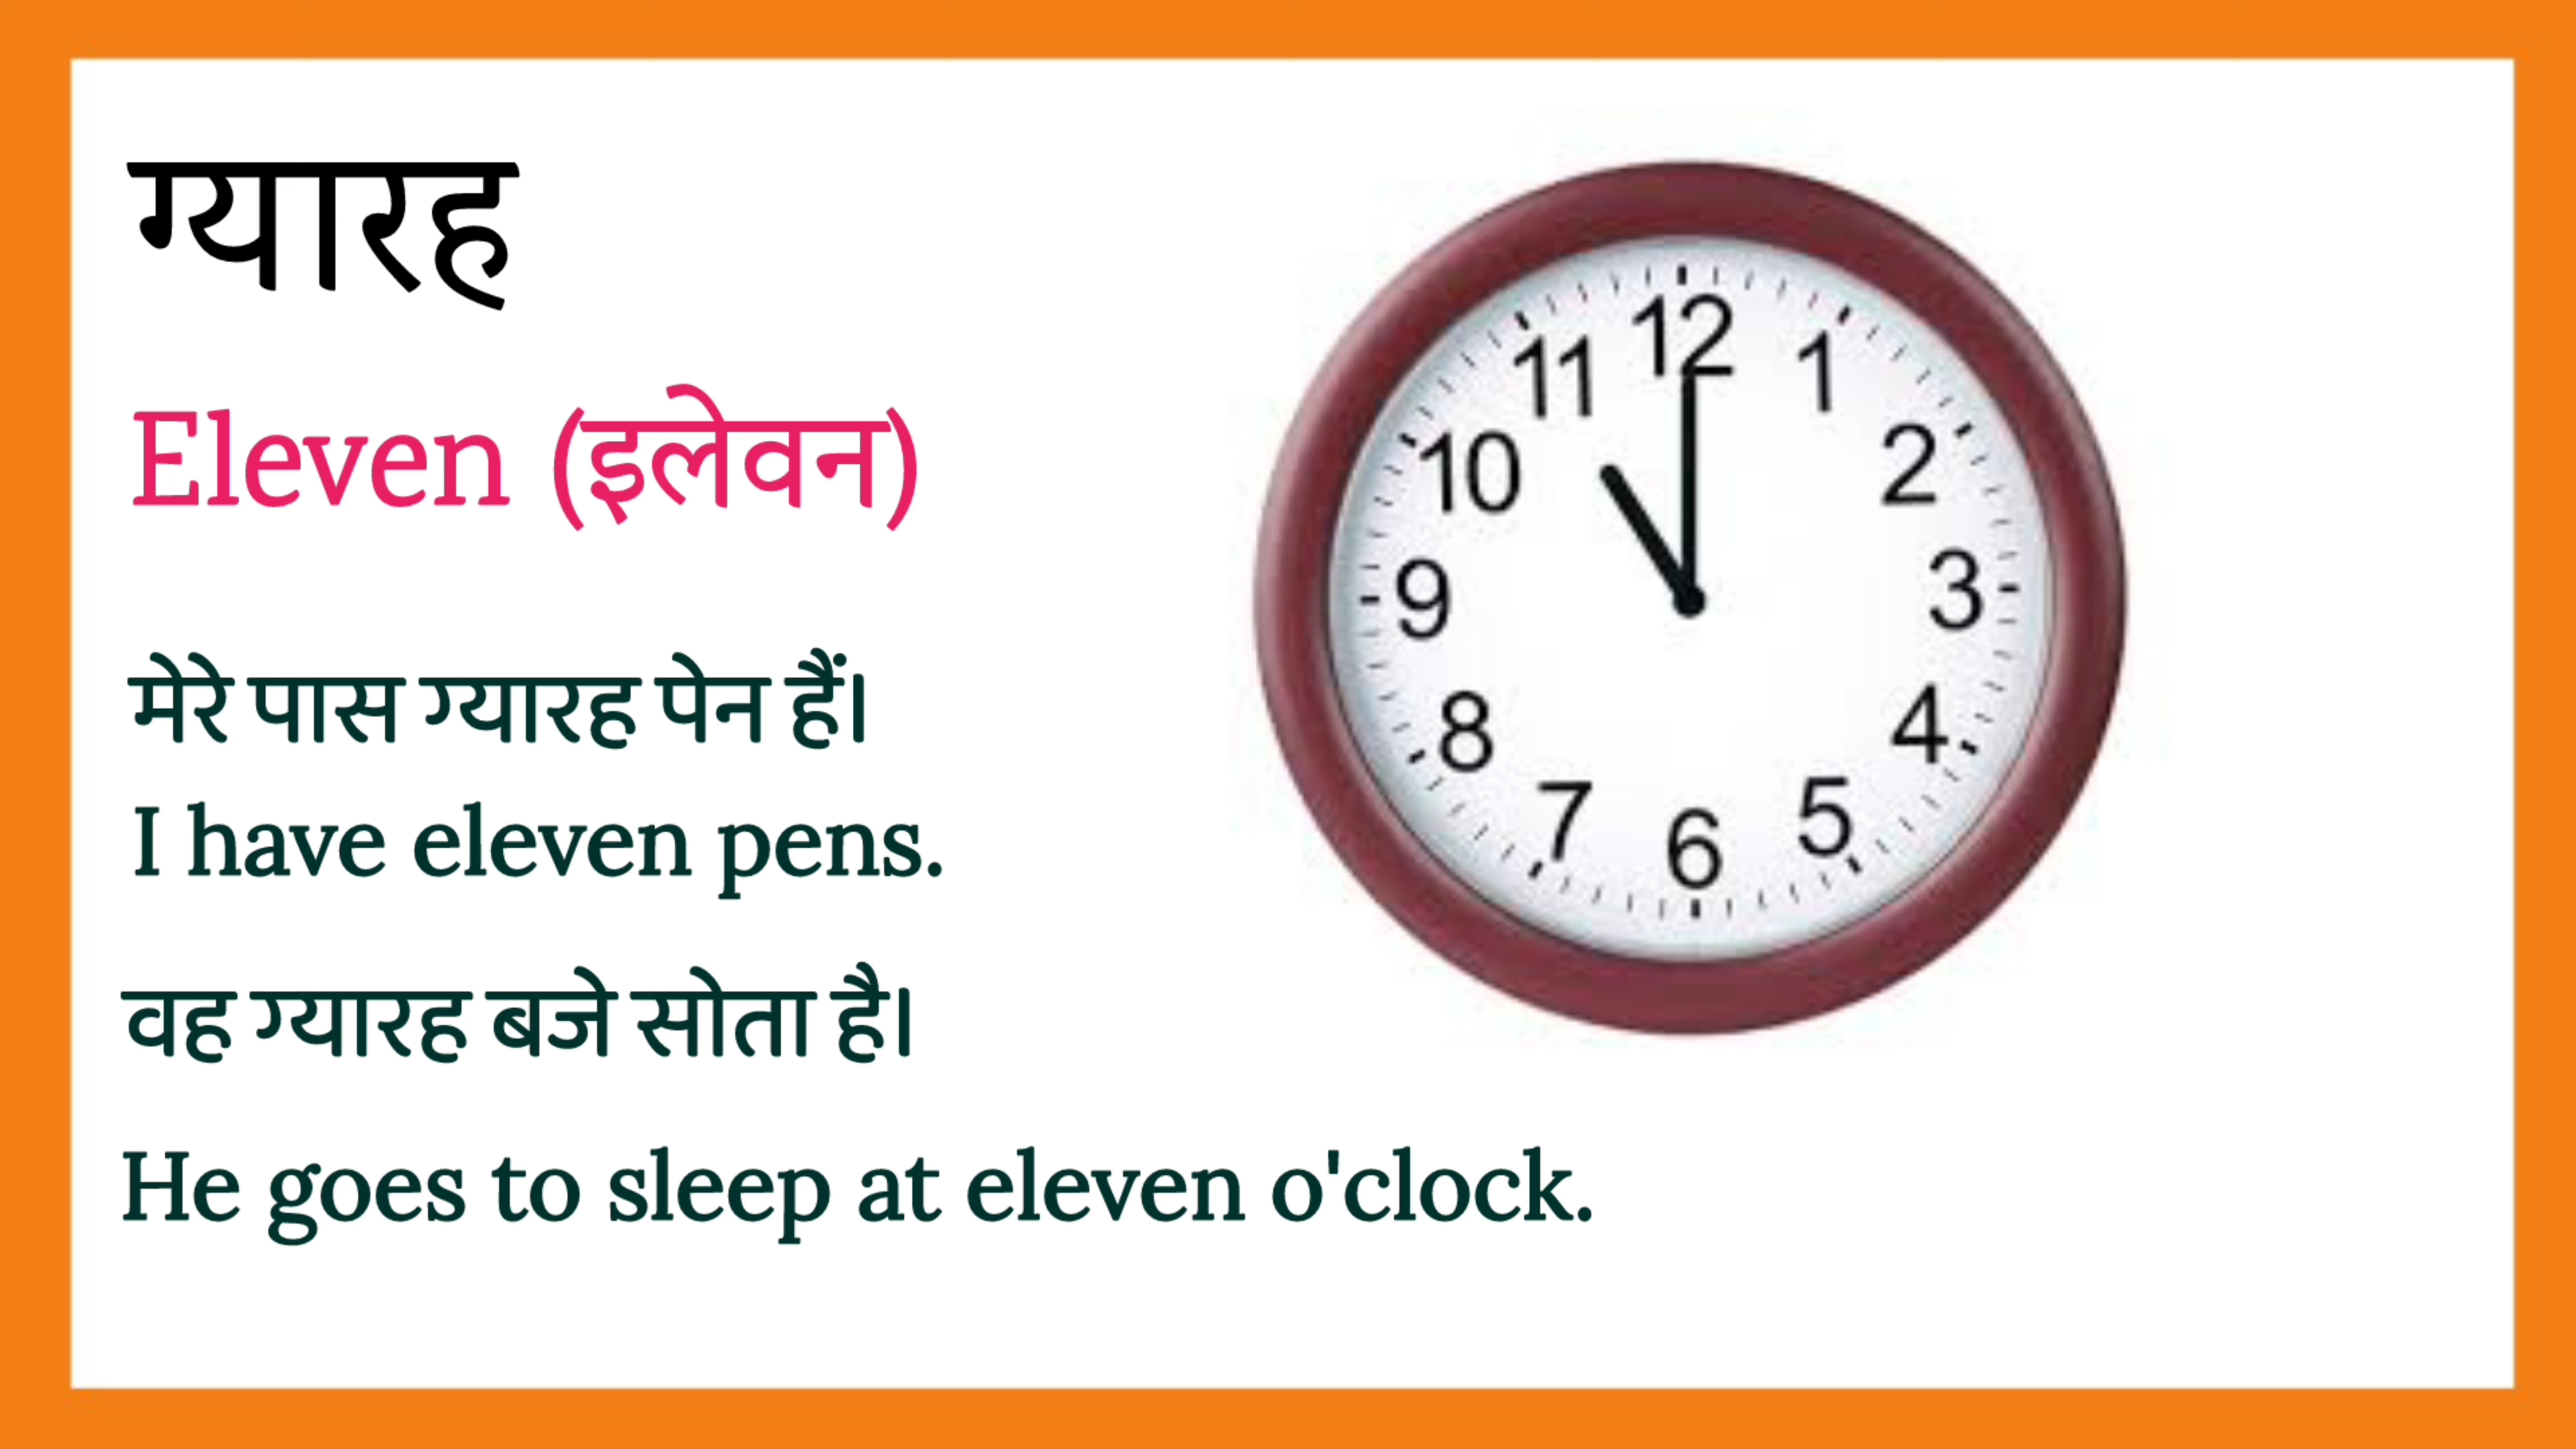 ग्यारह
Eleven (इलेवन)
मेरे पास ग्यारह पेन हैं।
I have eleven pens.
वह ग्यारह बजे सोता है।
He goes to sleep at eleven o'clock.
12
11 1
10 2
9 3
8 4
7 5
6